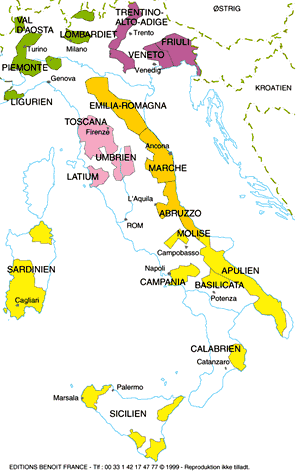 TRENTINO-
ALTO-ADIGE
ØSTRIG
VAL
D'AOSTA
LOMBARDIET
FRIULI
Trento
Turino
Milano
VENETO
PIEMONTE
Venedig
Genova
KROATIEN
LIGURIEN
EMILIA-ROMAGNA
TOSCANA
Firenze
Ancona
UMBRIEN
MARCHE
LATIUM
L'Aquila
ABRUZZO
ROM
MOLISE
Campobasso
SARDINIEN
Napoli
APULIEN
CAMPANIA
BASILICATA
Cagliari
Potenza
CALABRIEN
Catanzaro
Palermo
Marsala
SICILIEN
EDITIONS BENOIT FRANCE - Tlf : 00 33 1 42 17 47 77 © 1999 - Reproduktion ikke tilladt.